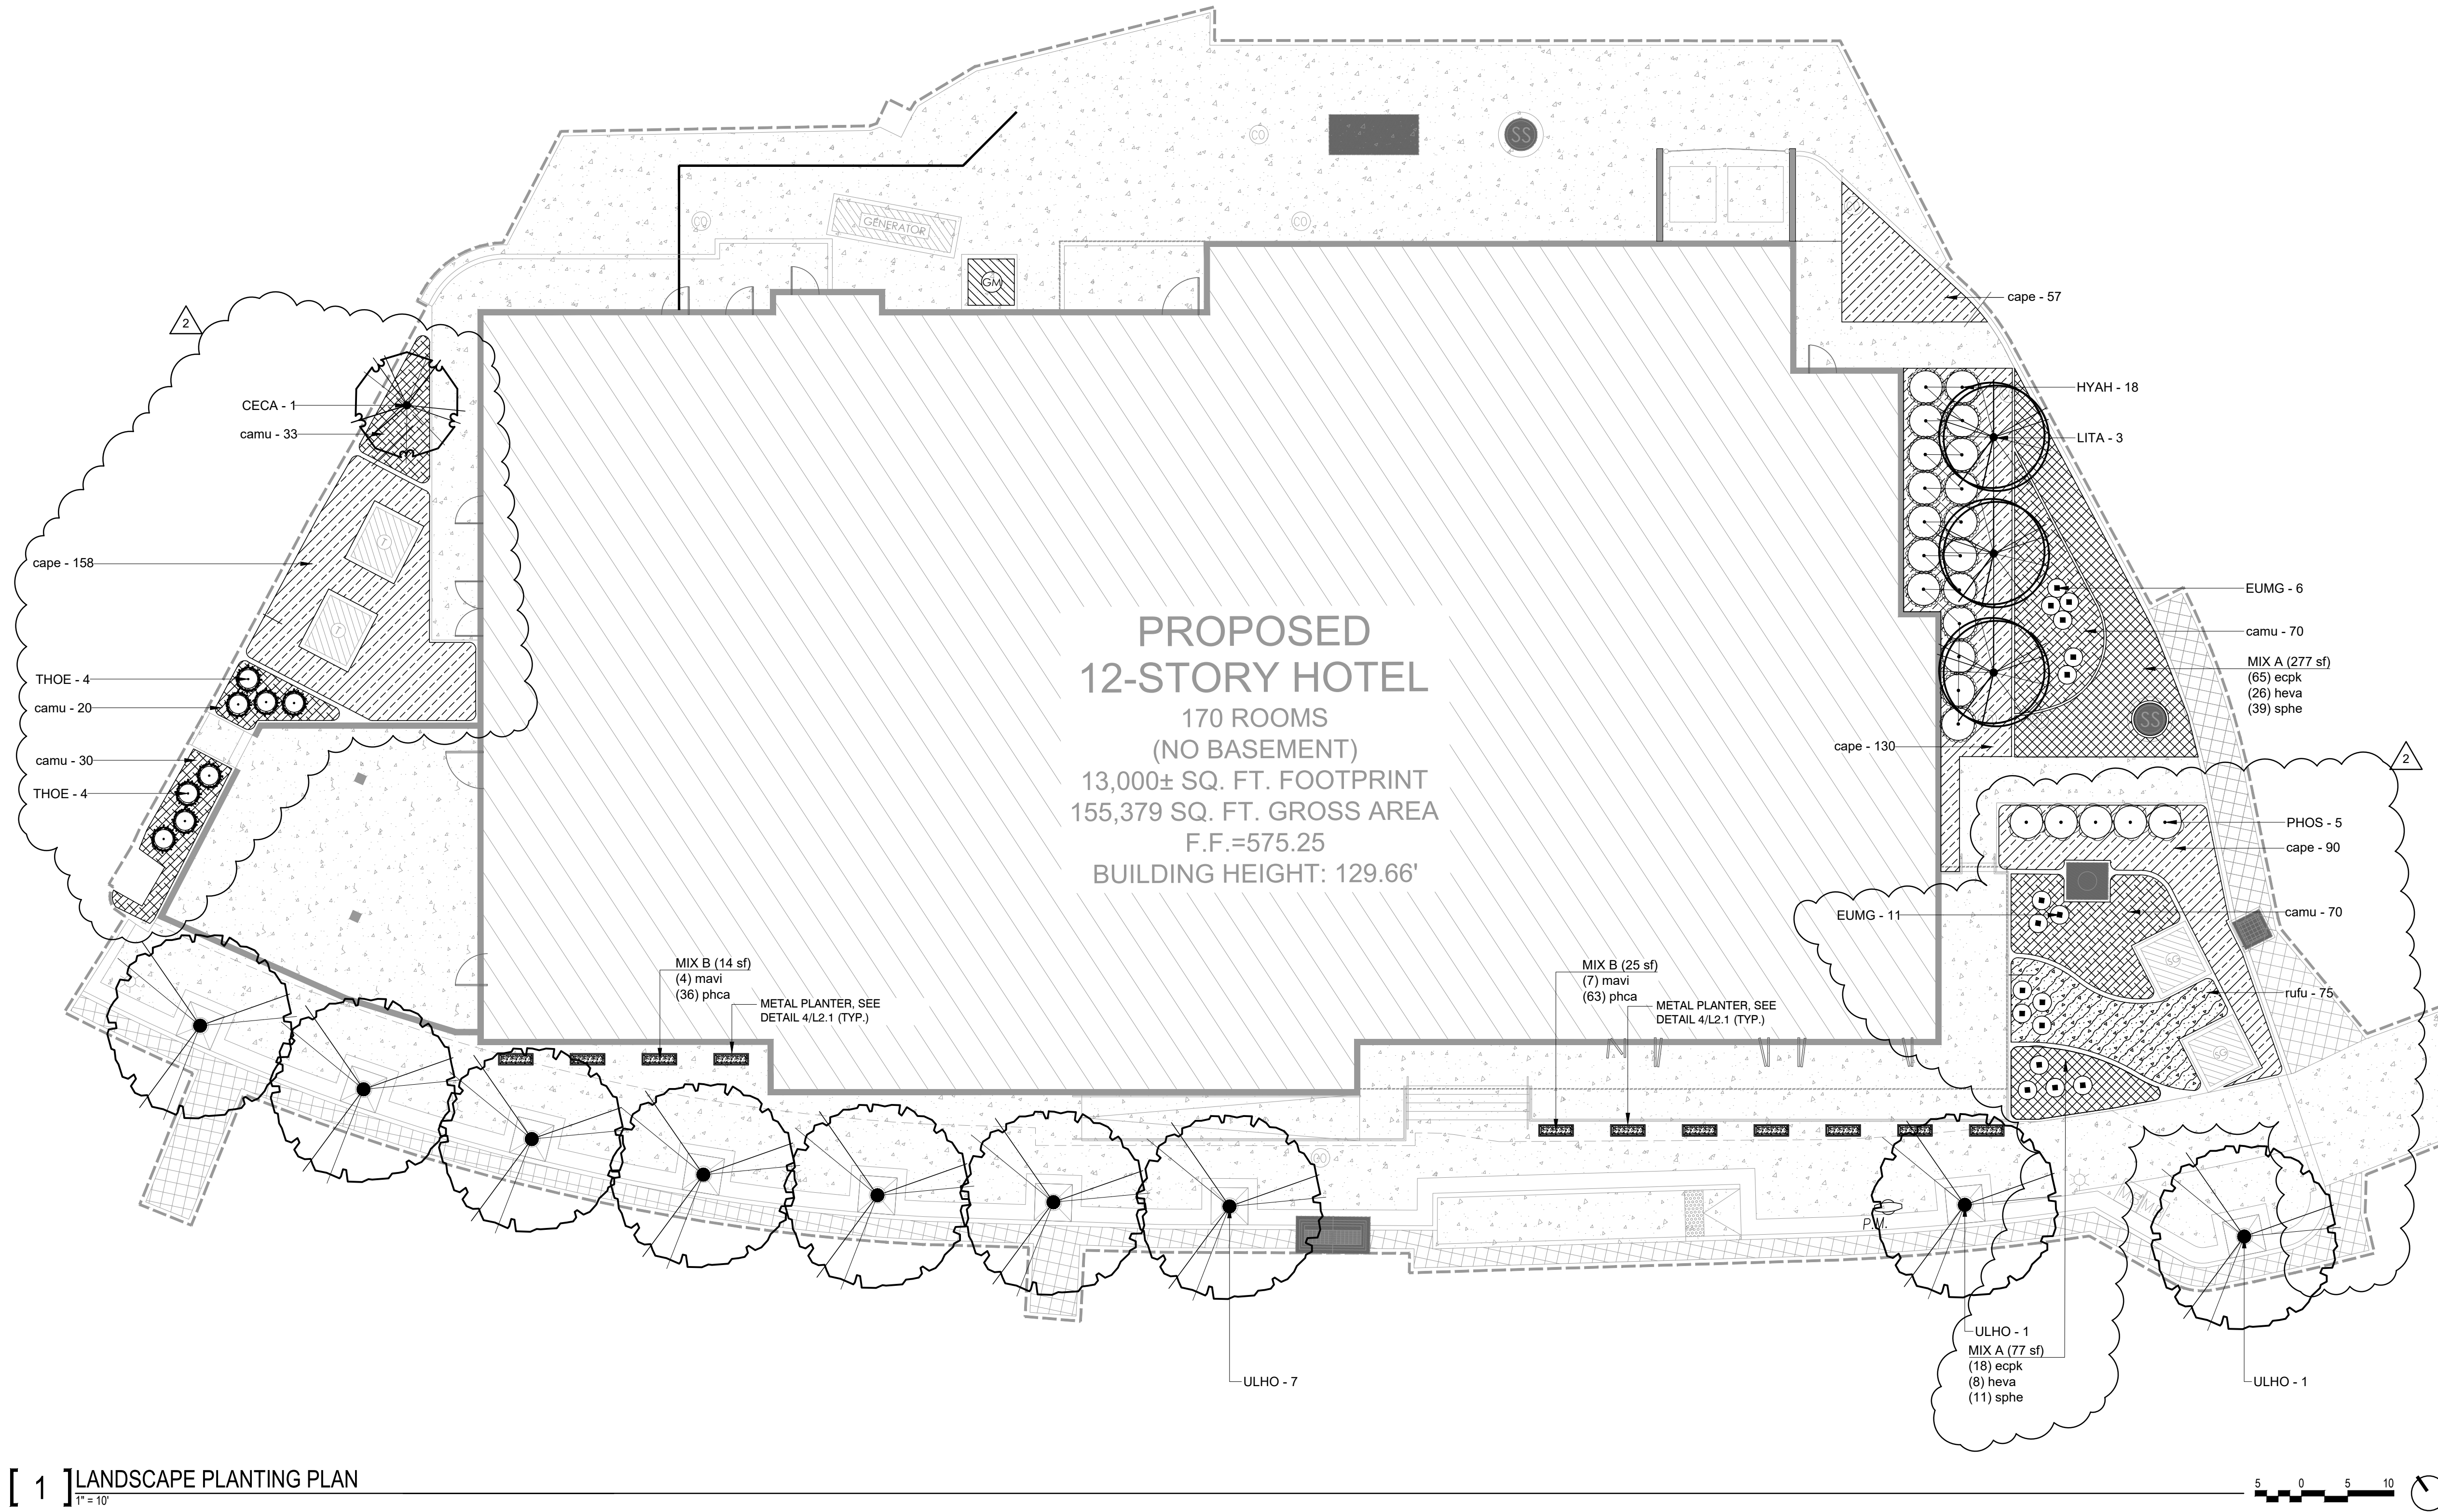 CO
SS
CO
GENERATOR
CO
GM
cape - 57
2
HYAH - 18
CECA - 1
camu - 33
LITA - 3
T
cape - 158
EUMG - 6
T
camu - 70
PROPOSED
12-STORY HOTEL
170 ROOMS
(NO BASEMENT)
13,000± SQ. FT. FOOTPRINT
155,379 SQ. FT. GROSS AREA
F.F.=575.25
BUILDING HEIGHT: 129.66'
MIX A (277 sf)
(65) ecpk
(26) heva
(39) sphe
THOE - 4
camu - 20
SS
cape - 130
camu - 30
THOE - 4
2
PHOS - 5
cape - 90
EUMG - 11
camu - 70
SG
MIX B (14 sf)
(4) mavi
(36) phca
METAL PLANTER, SEE
DETAIL 4/L2.1 (TYP.)
MIX B (25 sf)
(7) mavi
(63) phca
METAL PLANTER, SEE
DETAIL 4/L2.1 (TYP.)
rufu - 75
SG
CO
P.M.
ULHO - 7
ULHO - 1
MIX A (77 sf)
(18) ecpk
(8) heva
(11) sphe
ULHO - 1
[ 1 ] LANDSCAPE PLANTING PLAN
1" = 10'
5 0 5 10